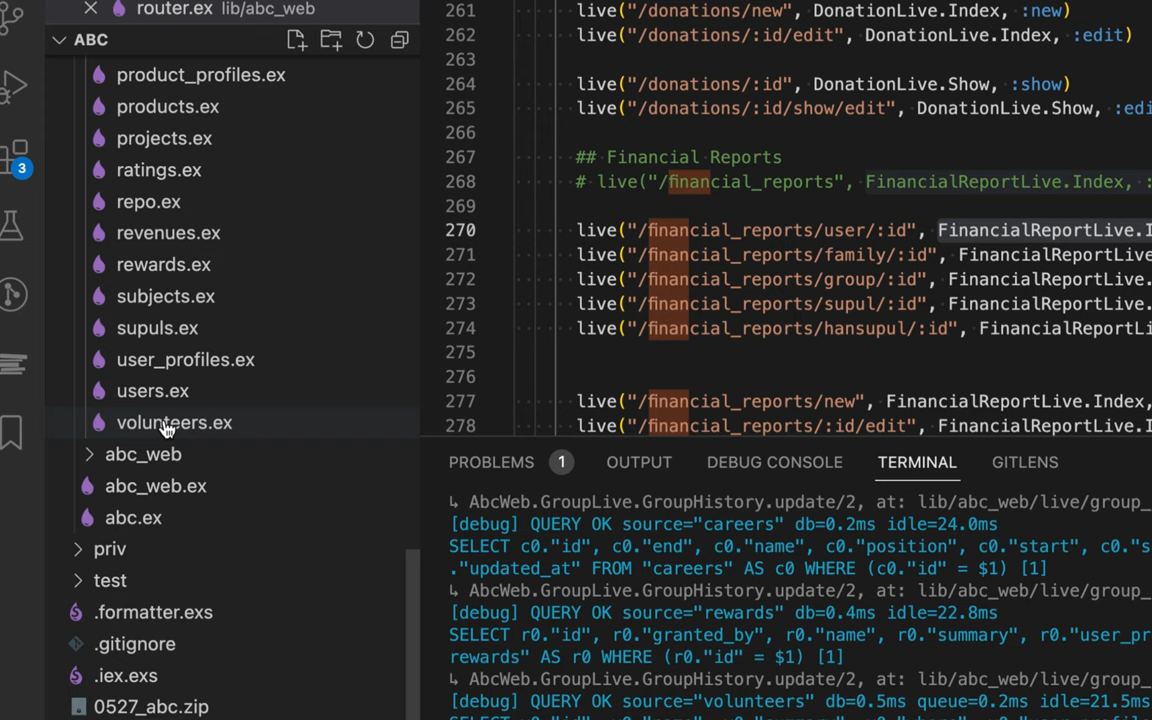 router.ex lib/abc_web
ABC
product_profiles.ex
products.ex
projects.ex
ratings.ex
repo.ex
revenues.ex
rewards.ex
subjects.ex
supuls.ex
user_profiles.ex
users.ex
volunteers.ex
abc_web
abc_web.ex
abc.ex
priv
test
.formatter.exs
.gitignore
.iex.exs
0527_abc.zip
3
261 live("/donations/new", DonationLive.Index, :new)
262 live("/donations/:id/edit", DonationLive.Index, :edit)
263
264 live("/donations/:id", DonationLive.Show, :show)
265 live("/donations/:id/show/edit", DonationLive.Show, :edi
266
267 ## Financial Reports
268 # live("/financial_reports", FinancialReportLive.Index, :
269
270 live("/financial_reports/user/:id", FinancialReportLive.I
271 live("/financial_reports/family/:id", FinancialReportLive
272 live("/financial_reports/group/:id", FinancialReportLive.
273 live("/financial_reports/supul/:id", FinancialReportLive.
274 live("/financial_reports/hansupul/:id", FinancialReportLi
275
276
277 live("/financial_reports/new", FinancialReportLive.Index,
278 live("/financial_reports/:id/edit", FinancialReportLive.
PROBLEMS 1 OUTPUT DEBUG CONSOLE TERMINAL GITLENS
↳ AbcWeb.GroupLive.GroupHistory.update/2, at: lib/abc_web/live/group_
[debug] QUERY OK source="careers" db=0.2ms idle=24.0ms
SELECT c0."id", c0."end", c0."name", c0."position", c0."start", c0."s
."updated_at" FROM "careers" AS c0 WHERE (c0."id" = $1) [1]
↳ AbcWeb.GroupLive.GroupHistory.update/2, at: lib/abc_web/live/group_
[debug] QUERY OK source="rewards" db=0.4ms idle=22.8ms
SELECT r0."id", r0."granted_by", r0."name", r0."summary", r0."user_pr
rewards" AS r0 WHERE (r0."id" = $1) [1]
↳ AbcWeb.GroupLive.GroupHistory.update/2, at: lib/abc_web/live/group_
[debug] QUERY OK source="volunteers" db=0.5ms queue=0.2ms idle=21.5ms